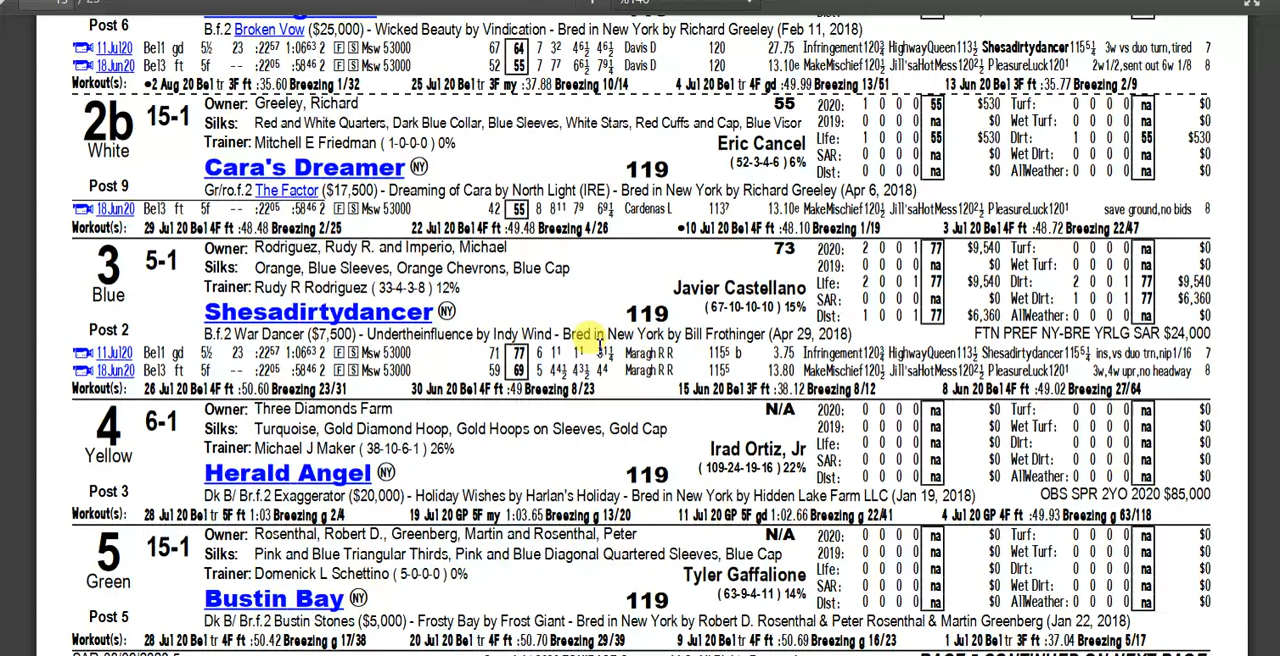 Post 6
B.f.2 Broken Vow ($25,000) - Wicked Beauty by Vindication - Bred in New York by Richard Greeley (Feb 11, 2018)
11Jul20 Bel1 gd 5½ 23 :2257 1:0663 2 F S Msw 53000 67 64 7 3² 46½ 46½ Davis D 120 27.75 Infringement120¾ HighwayQueen113½ Shesadirtydancer1155¼ 3w vs duo turn,tired 7
18Jun20 Bel3 ft 5f -- :2205 :5846 2 F S Msw 53000 52 55 7 77 66½ 79¼ Davis D 120 13.10e MakeMischief120½ Jill'saHotMess1202½ PleasureLuck1201 2w1/2,sent out 6w 1/8 8
Workout(s): •2 Aug 20 Bel tr 3F ft :35.60 Breezing 1/32 25 Jul 20 Bel tr 3F my :37.88 Breezing 10/14 4 Jul 20 Bel 4F gd :49.99 Breezing 13/51 13 Jun 20 Bel 3F ft :35.77 Breezing 2/9
2b 15-1 Owner: Greeley, Richard 55 2020: 1 0 0 0 55 $530 Turf: 0 0 0 0 na $0
Silks: Red and White Quarters, Dark Blue Collar, Blue Sleeves, White Stars, Red Cuffs and Cap, Blue Visor 2019: 0 0 0 0 na $0 Wet Turf: 0 0 0 0 na $0
White Trainer: Mitchell E Friedman ( 1-0-0-0 ) 0% Eric Cancel Life: 1 0 0 0 55 $530 Dirt: 1 0 0 0 55 $530
Cara's Dreamer NY 119 ( 52-3-4-6 ) 6% SAR: 0 0 0 0 na $0 Wet Dirt: 0 0 0 0 na $0
Dist: 0 0 0 0 na $0 AllWeather: 0 0 0 0 na $0
Post 9 Gr/ro.f.2 The Factor ($17,500) - Dreaming of Cara by North Light (IRE) - Bred in New York by Richard Greeley (Apr 6, 2018)
18Jun20 Bel3 ft 5f -- :2205 :5846 2 F S Msw 53000 42 55 8 811 79 69¼ Cardenas L 1137 13.10e MakeMischief120½ Jill'saHotMess1202½ PleasureLuck1201 save ground,no bids 8
Workout(s): 29 Jul 20 Bel 4F ft :48.48 Breezing 2/25 22 Jul 20 Bel 4F ft :49.48 Breezing 4/26 •10 Jul 20 Bel 4F ft :48.10 Breezing 1/19 3 Jul 20 Bel 4F ft :48.72 Breezing 22/47
3 5-1 Owner: Rodriguez, Rudy R. and Imperio, Michael 73 2020: 2 0 0 1 77 $9,540 Turf: 0 0 0 0 na $0
Silks: Orange, Blue Sleeves, Orange Chevrons, Blue Cap 2019: 0 0 0 0 na $0 Wet Turf: 0 0 0 0 na $0
Blue Trainer: Rudy R Rodriguez ( 33-4-3-8 ) 12% Javier Castellano Life: 2 0 0 1 77 $9,540 Dirt: 2 0 0 1 77 $9,540
Shesadirtydancer NY 119 ( 67-10-10-10 ) 15% SAR: 0 0 0 0 na $0 Wet Dirt: 1 0 0 1 77 $6,360
Dist: 1 0 0 1 77 $6,360 AllWeather: 0 0 0 0 na $0
Post 2 B.f.2 War Dancer ($7,500) - Undertheinfluence by Indy Wind - Bred in New York by Bill Frothinger (Apr 29, 2018) FTN PREF NY-BRE YRLG SAR $24,000
11Jul20 Bel1 gd 5½ 23 :2257 1:0663 2 F S Msw 53000 71 77 6 11 11 31¼ Maragh R R 1155 b 3.75 Infringement120¾ HighwayQueen113½ Shesadirtydancer1155¼ ins,vs duo trn,nip1/16 7
18Jun20 Bel3 ft 5f -- :2205 :5846 2 F S Msw 53000 59 69 5 44½ 43½ 44 Maragh R R 1155 13.80 MakeMischief120½ Jill'saHotMess1202½ PleasureLuck1201 3w,4w upr,no headway 8
Workout(s): 26 Jul 20 Bel 4F ft :50.60 Breezing 23/31 30 Jun 20 Bel 4F ft :49 Breezing 8/23 15 Jun 20 Bel 3F ft :38.12 Breezing 8/12 8 Jun 20 Bel 4F ft :49.02 Breezing 27/64
4 6-1 Owner: Three Diamonds Farm N/A 2020: 0 0 0 0 na $0 Turf: 0 0 0 0 na $0
Silks: Turquoise, Gold Diamond Hoop, Gold Hoops on Sleeves, Gold Cap 2019: 0 0 0 0 na $0 Wet Turf: 0 0 0 0 na $0
Yellow Trainer: Michael J Maker ( 38-10-6-1 ) 26% Irad Ortiz, Jr Life: 0 0 0 0 na $0 Dirt: 0 0 0 0 na $0
Herald Angel NY 119 ( 109-24-19-16 ) 22% SAR: 0 0 0 0 na $0 Wet Dirt: 0 0 0 0 na $0
Dist: 0 0 0 0 na $0 AllWeather: 0 0 0 0 na $0
Post 3 Dk B/ Br.f.2 Exaggerator ($20,000) - Holiday Wishes by Harlan's Holiday - Bred in New York by Hidden Lake Farm LLC (Jan 19, 2018) OBS SPR 2YO 2020 $85,000
Workout(s): 28 Jul 20 Bel tr 5F ft 1:03 Breezing g 2/4 19 Jul 20 GP 5F my 1:03.65 Breezing g 13/20 11 Jul 20 GP 5F gd 1:02.66 Breezing g 22/41 4 Jul 20 GP 4F ft :49.93 Breezing g 63/118
5 15-1 Owner: Rosenthal, Robert D., Greenberg, Martin and Rosenthal, Peter N/A 2020: 0 0 0 0 na $0 Turf: 0 0 0 0 na $0
Silks: Pink and Blue Triangular Thirds, Pink and Blue Diagonal Quartered Sleeves, Blue Cap 2019: 0 0 0 0 na $0 Wet Turf: 0 0 0 0 na $0
Green Trainer: Domenick L Schettino ( 5-0-0-0 ) 0% Tyler Gaffalione Life: 0 0 0 0 na $0 Dirt: 0 0 0 0 na $0
Bustin Bay NY 119 ( 63-9-4-11 ) 14% SAR: 0 0 0 0 na $0 Wet Dirt: 0 0 0 0 na $0
Dist: 0 0 0 0 na $0 AllWeather: 0 0 0 0 na $0
Post 5 Dk B/ Br.f.2 Bustin Stones ($5,000) - Frosty Bay by Frost Giant - Bred in New York by Robert D. Rosenthal & Peter Rosenthal & Martin Greenberg (Jan 22, 2018)
Workout(s): 28 Jul 20 Bel tr 4F ft :50.42 Breezing g 17/38 20 Jul 20 Bel tr 4F ft :50.70 Breezing 29/39 9 Jul 20 Bel tr 4F ft :50.69 Breezing g 16/23 1 Jul 20 Bel tr 3F ft :37.04 Breezing 5/17